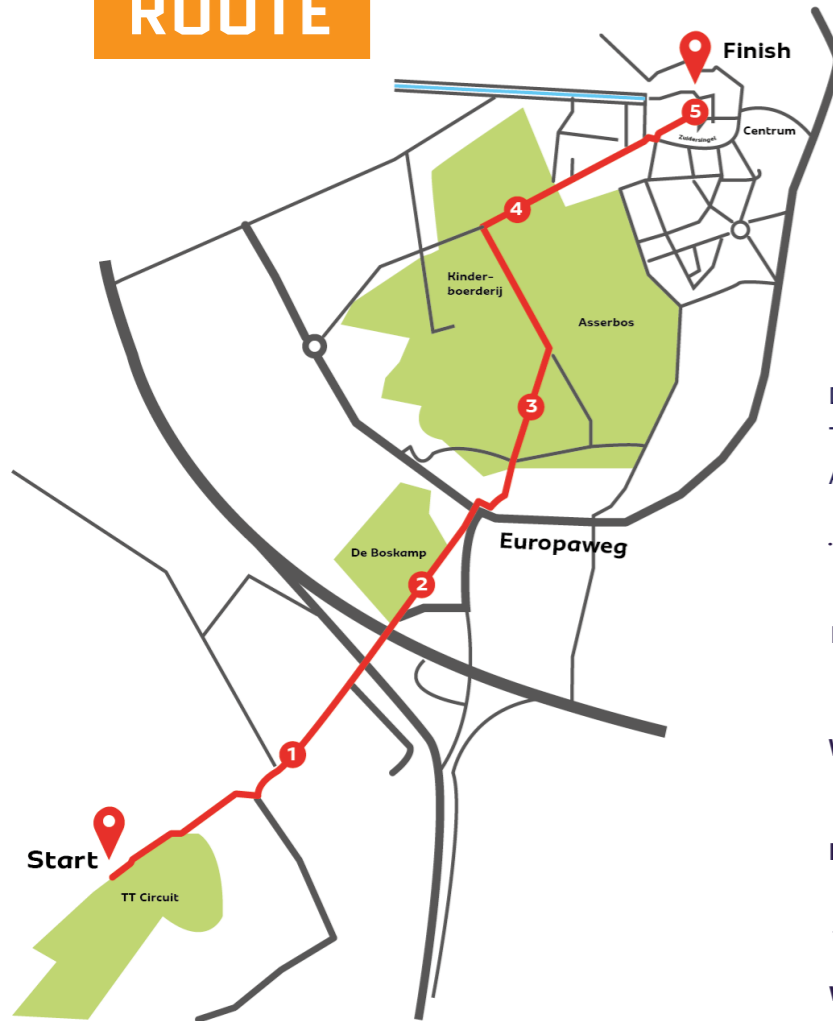 ROUTE
Finish
5
Zuidersingel
Centrum
4
Kinder-
boerderij
Asserbos
3
De Boskamp
Europaweg
2
1
Start
TT Circuit